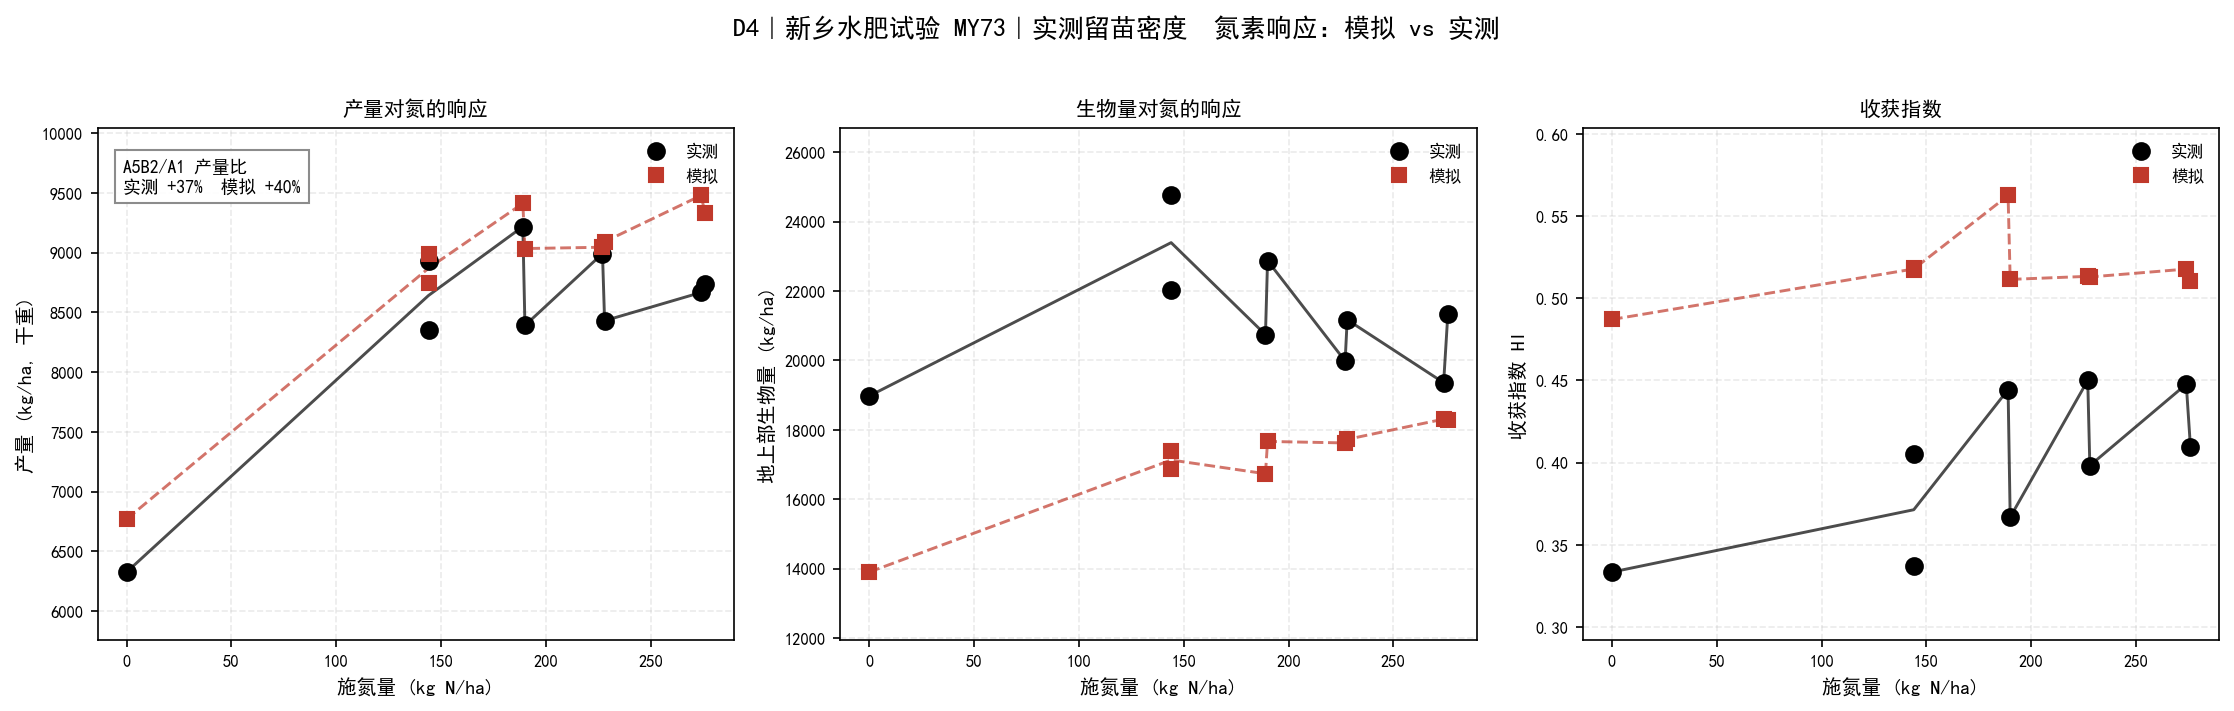 D4｜新乡水肥试验 MY73｜实测留苗密度  氮素响应：模拟 vs 实测
产量对氮的响应
10000
9500
9000
8500
8000
7500
7000
6500
6000
产量 (kg/ha, 干重)
A5B2/A1 产量比
实测 +37%  模拟 +40%
实测
模拟
0
50
100
150
200
250
施氮量 (kg N/ha)
生物量对氮的响应
26000
24000
22000
20000
18000
16000
14000
12000
地上部生物量 (kg/ha)
实测
模拟
0
50
100
150
200
250
施氮量 (kg N/ha)
收获指数
0.60
0.55
0.50
0.45
0.40
0.35
0.30
收获指数 HI
实测
模拟
0
50
100
150
200
250
施氮量 (kg N/ha)